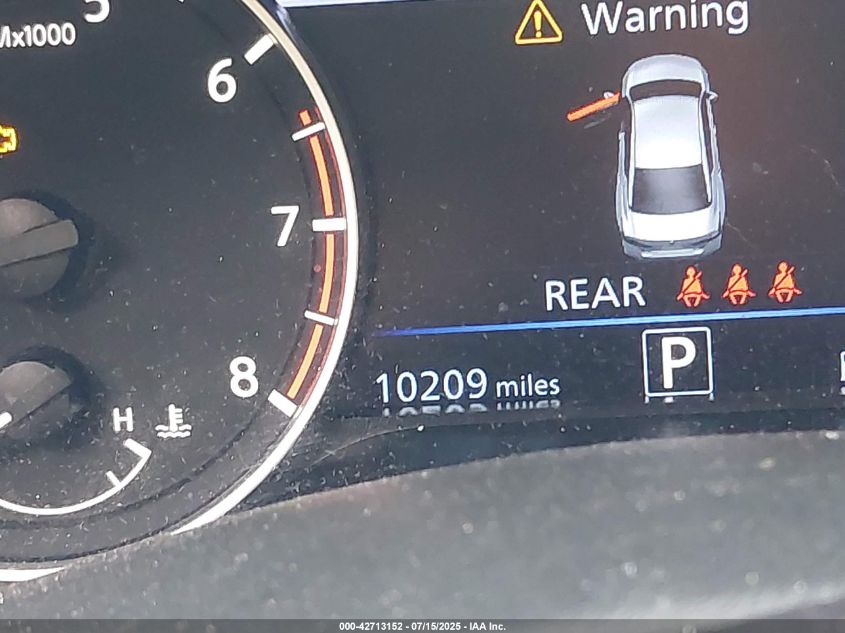 5
Mx1000
6
7
8
H
Warning
REAR
10209 miles
P
000-42713152 - 07/15/2025 - IAA Inc.